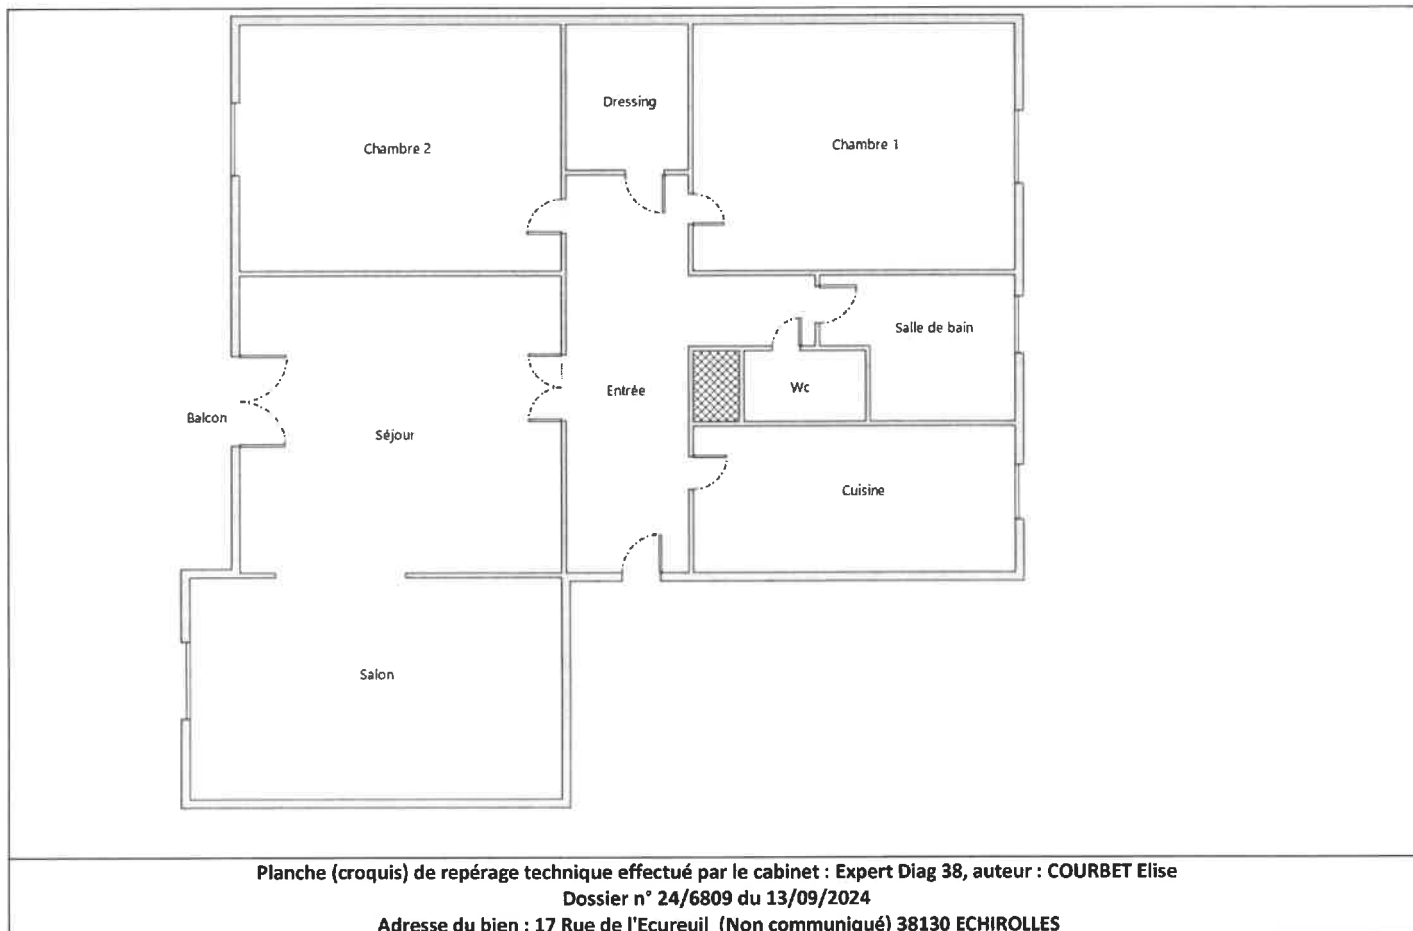 Dressing
Chambre 2
Chambre 1
Salle de bain
Wc
Entrée
Balcon
Séjour
Cuisine
Salon
Planche (croquis) de repérage technique effectué par le cabinet : Expert Diag 38, auteur : COURBET Elise
Dossier n° 24/6809 du 13/09/2024
Adresse du bien : 17 Rue de l'Ecureuil (Non communiqué) 38130 ECHIROLLES